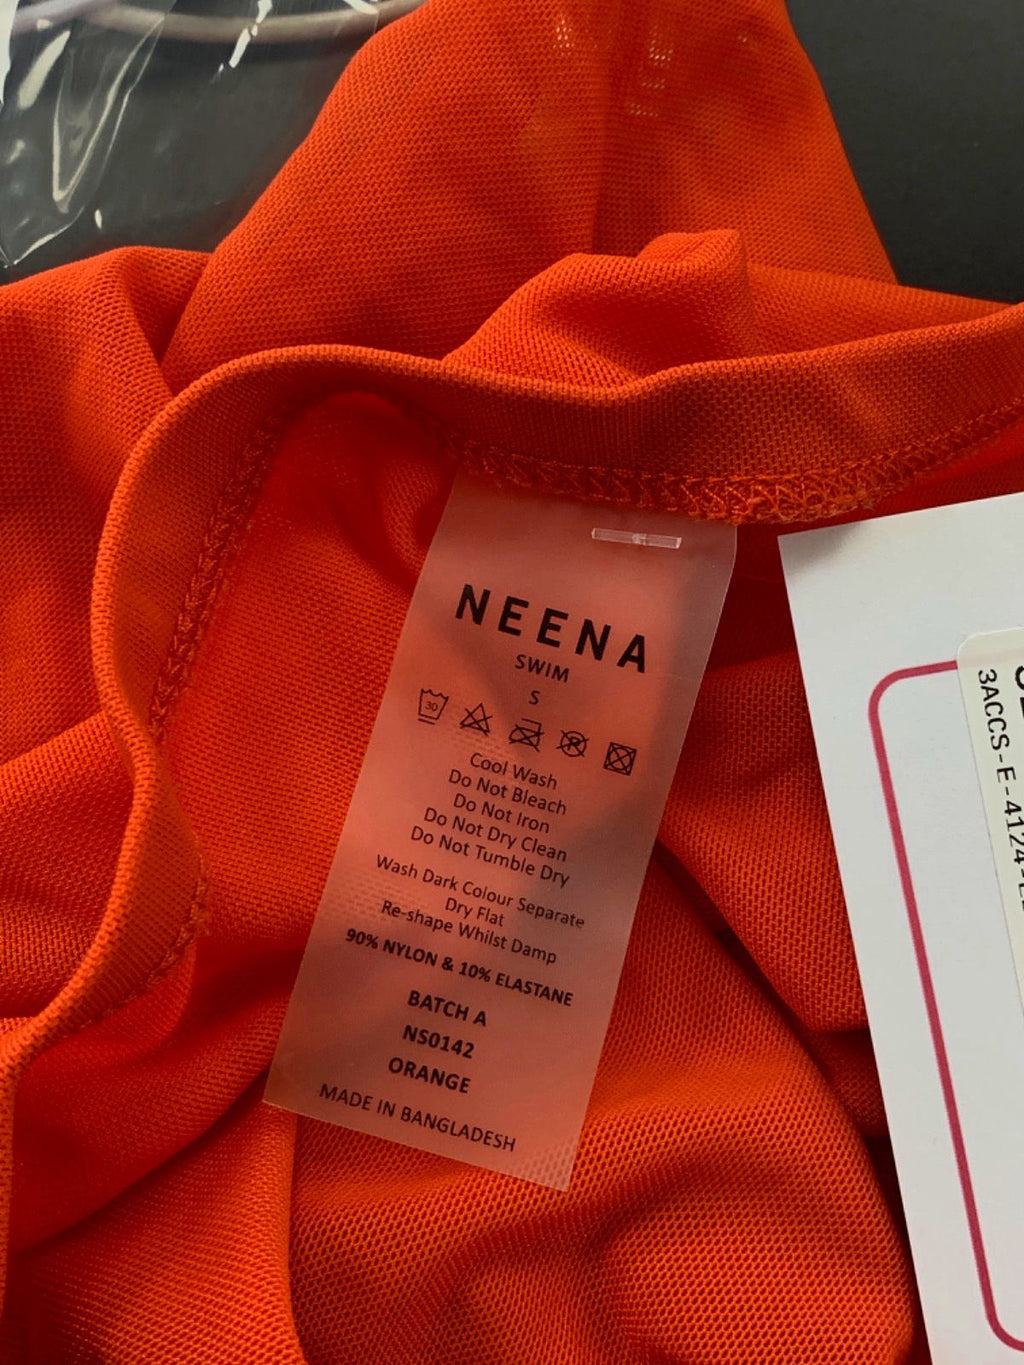 NEENA
SWIM
S
30
Cool Wash
Do Not Bleach
Do Not Iron
Do Not Dry Clean
Do Not Tumble Dry
Wash Dark Colour Separate
Dry Flat
Re-shape Whilst Damp
90% NYLON & 10% ELASTANE
BATCH A
NS0142
ORANGE
MADE IN BANGLADESH
3ACCS-E-4124-